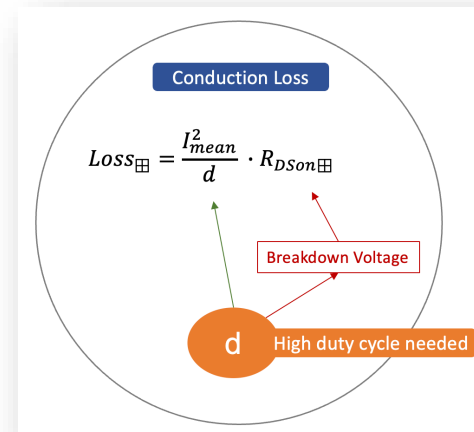 Conduction Loss
Loss⊞ = I²mean / d · RDSon⊞
Breakdown Voltage
d
High duty cycle needed